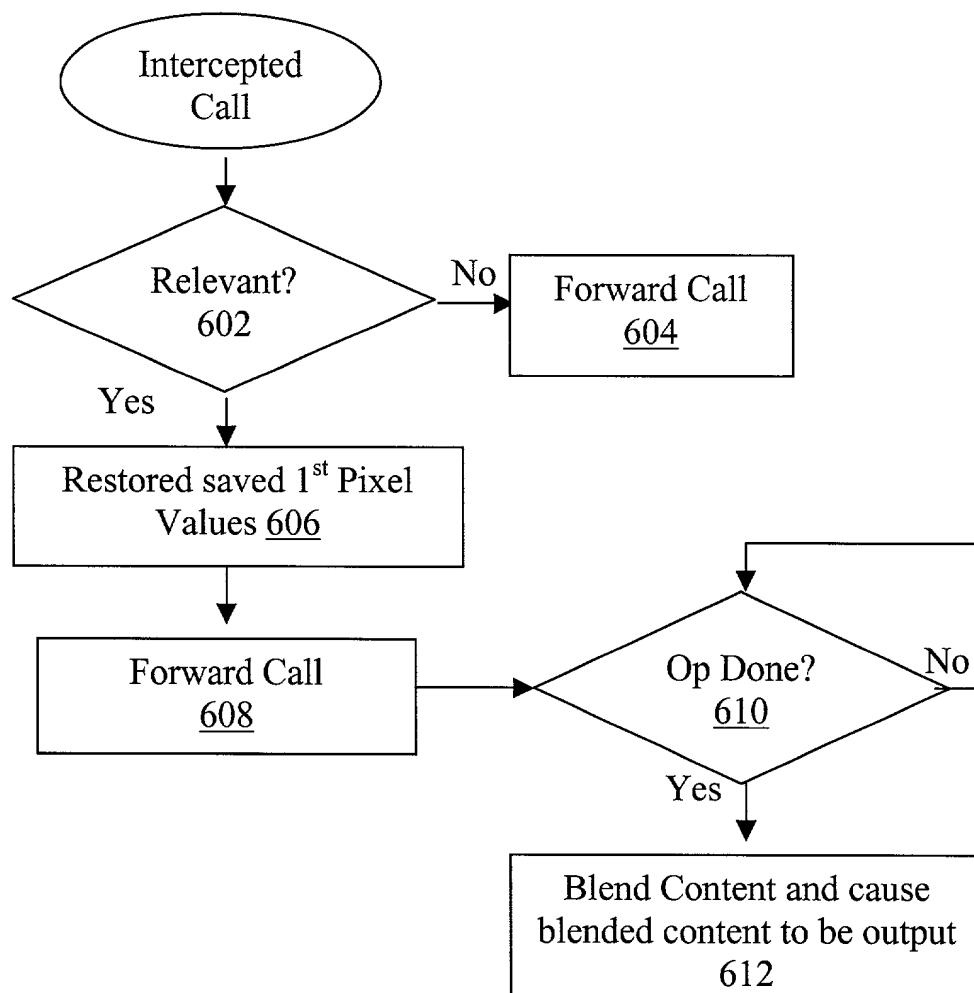 Intercepted
Call
Relevant?
602
No
Forward Call
604
Yes
Restored saved 1st Pixel
Values 606
Forward Call
608
Op Done?
610
No
Yes
Blend Content and cause
blended content to be output
612